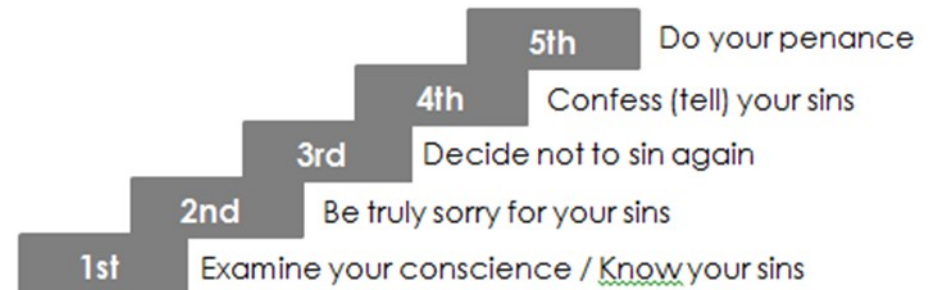 5th Do your penance
4th Confess (tell) your sins
3rd Decide not to sin again
2nd Be truly sorry for your sins
1st Examine your conscience / Know your sins